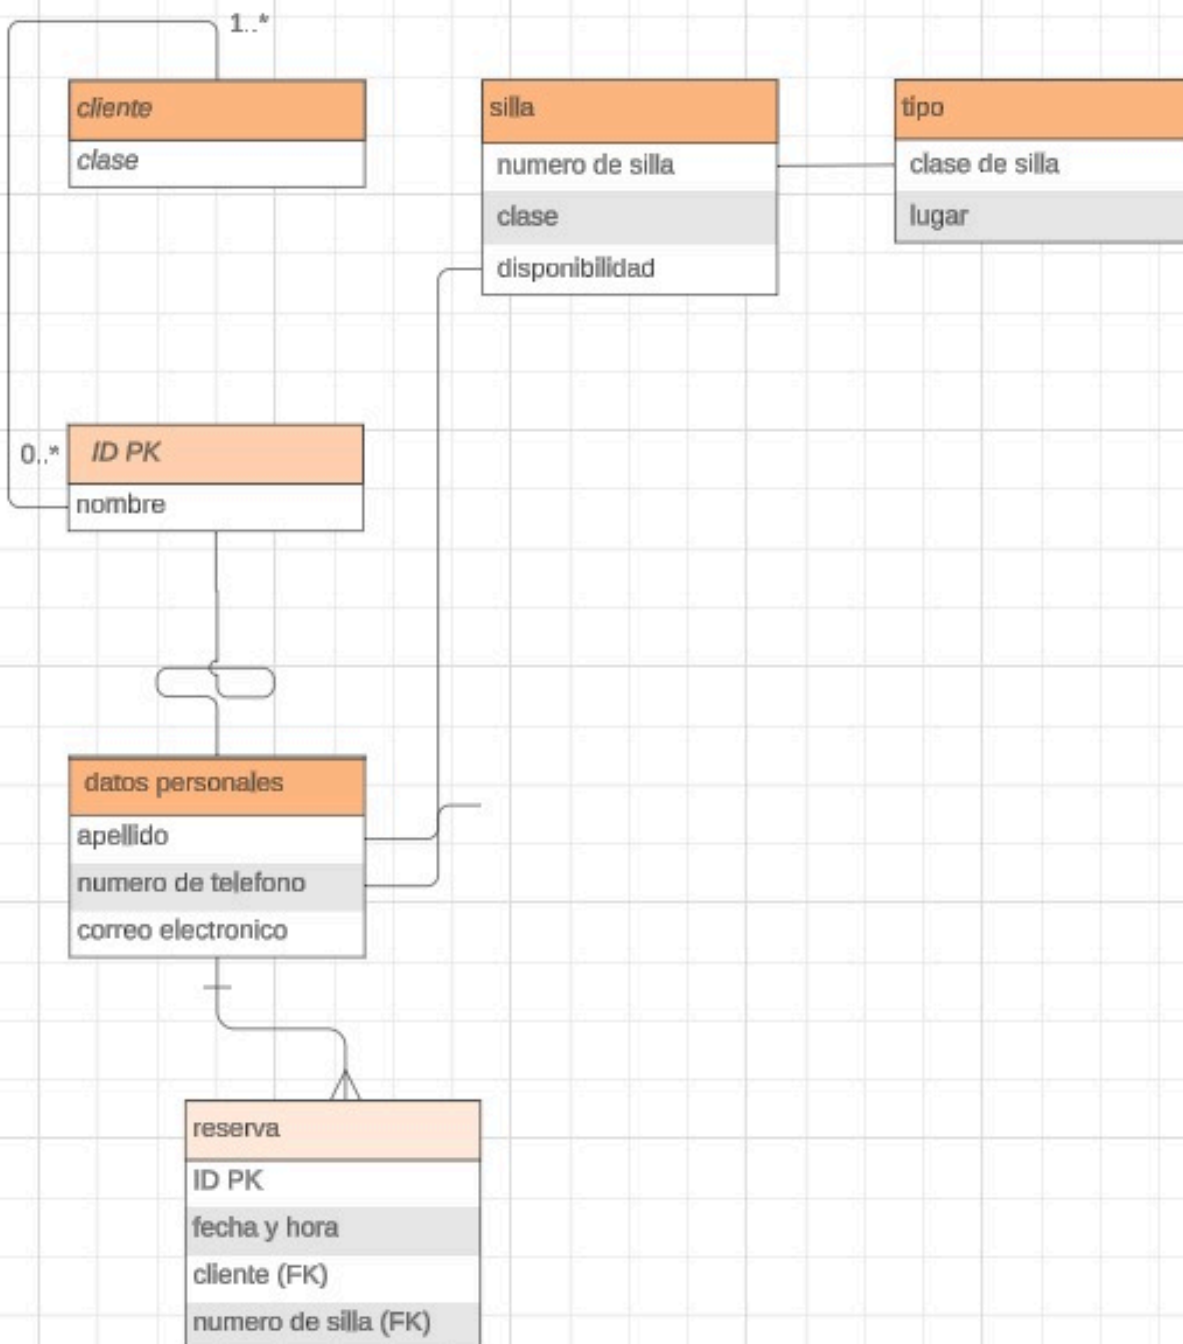 1..*
cliente
clase
silla
numero de silla
clase
disponibilidad
tipo
clase de silla
lugar
0..*
ID PK
nombre
datos personales
apellido
numero de telefono
correo electronico
reserva
ID PK
fecha y hora
cliente (FK)
numero de silla (FK)